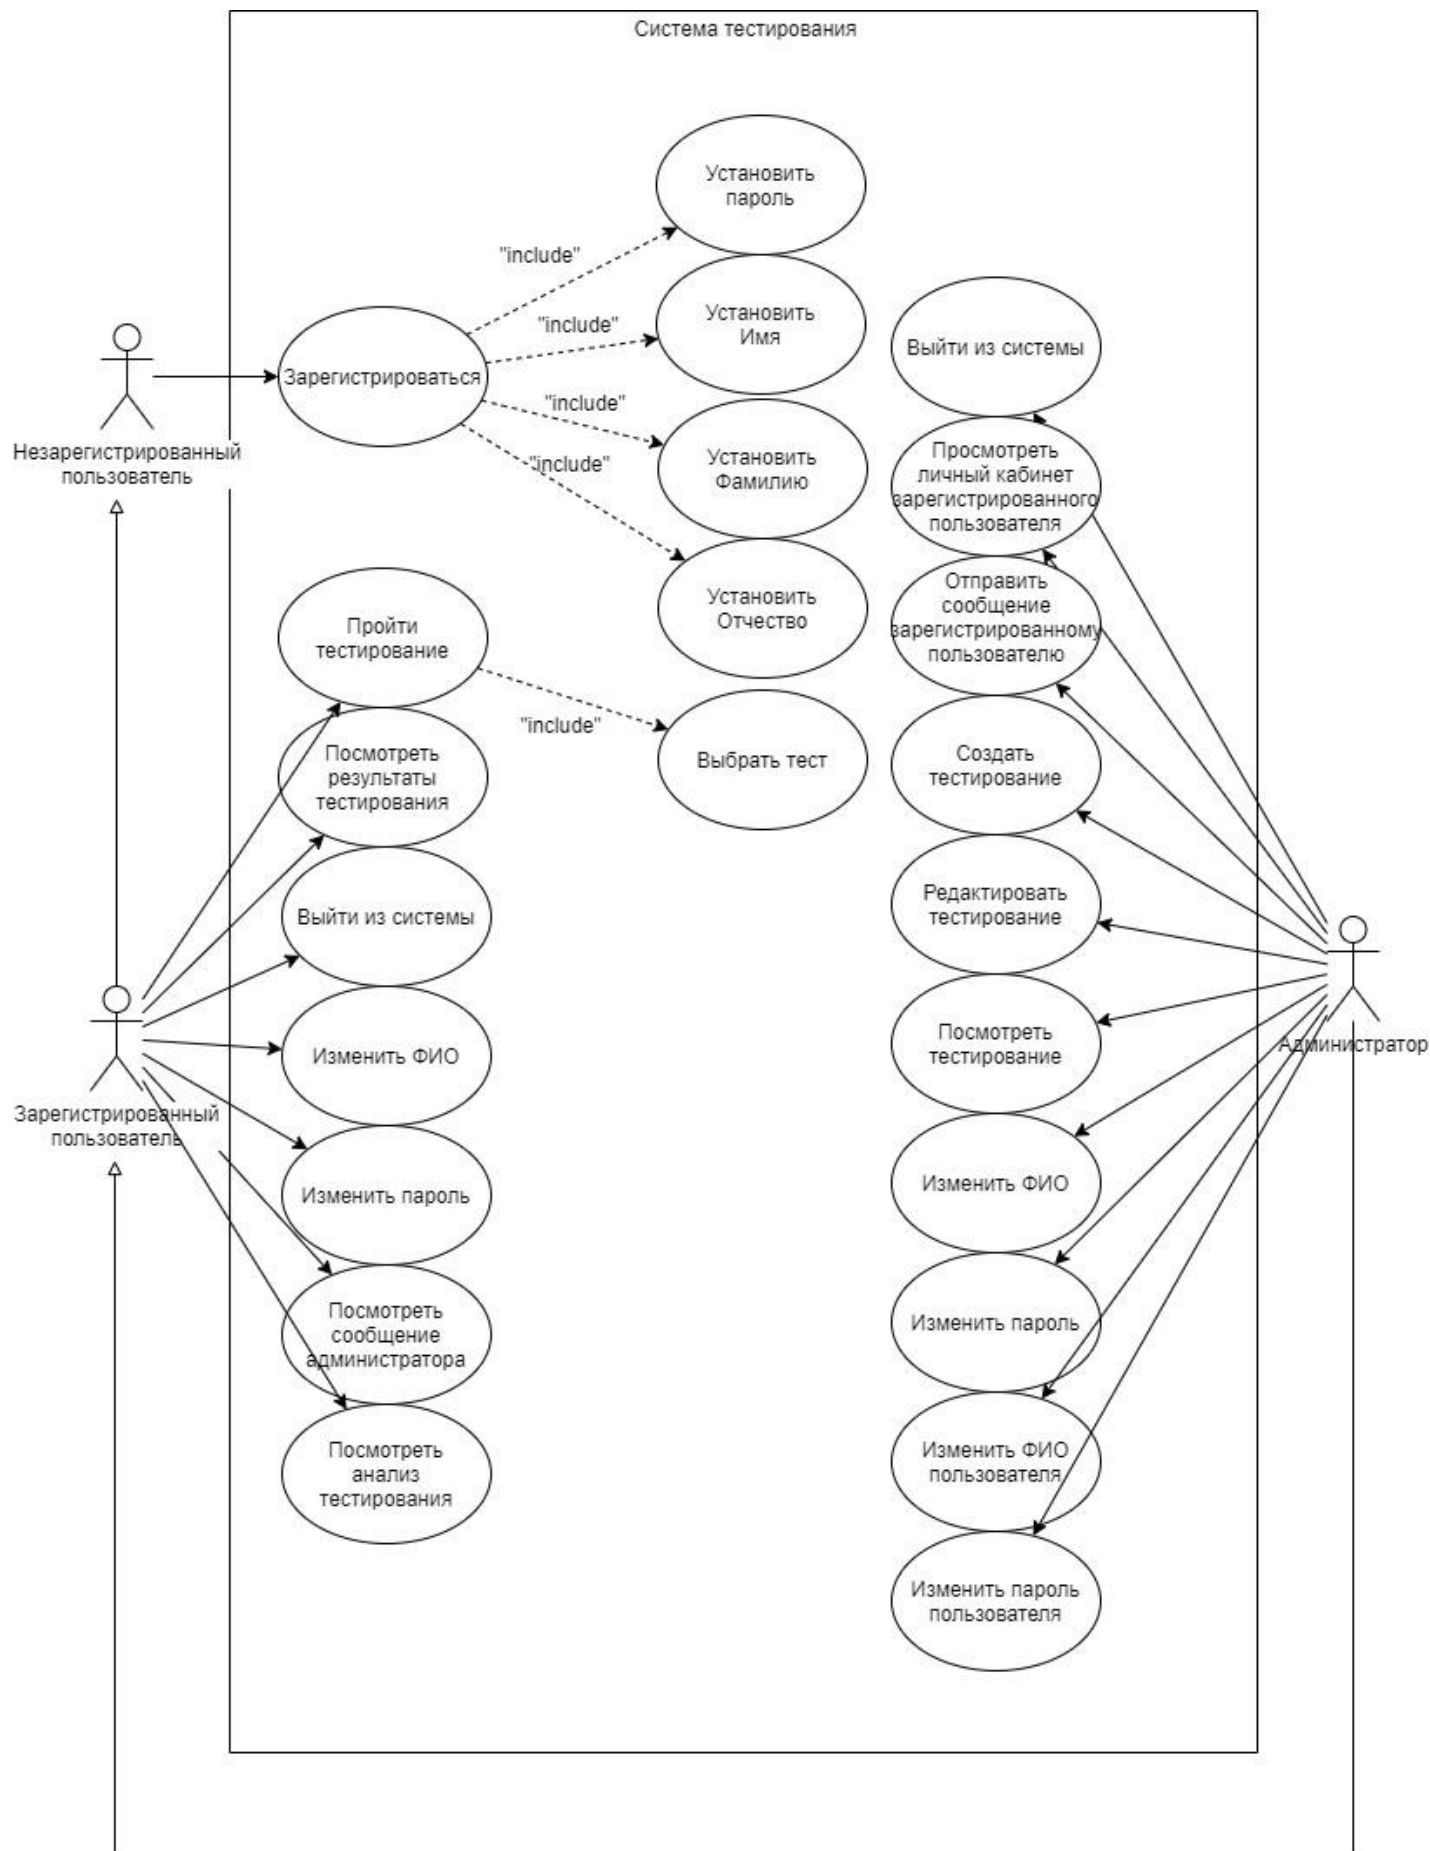 Система тестирования
Установить
пароль
"include"
Установить
Имя
"include"
Зарегистрироваться
"include"
Установить
Фамилию
"include"
Установить
Отчество
Незарегистрированный
пользователь
Выйти из системы
Просмотреть
личный кабинет
зарегистрированного
пользователя
Отправить
сообщение
зарегистрированному
пользователю
Пройти
тестирование
"include"
Выбрать тест
Посмотреть
результаты
тестирования
Создать
тестирование
Выйти из системы
Редактировать
тестирование
Изменить ФИО
Посмотреть
тестирование
Администратор
Зарегистрированный
пользователь
Изменить пароль
Изменить ФИО
Посмотреть
сообщение
администратора
Изменить пароль
Посмотреть
анализ
тестирования
Изменить ФИО
пользователя
Изменить пароль
пользователя